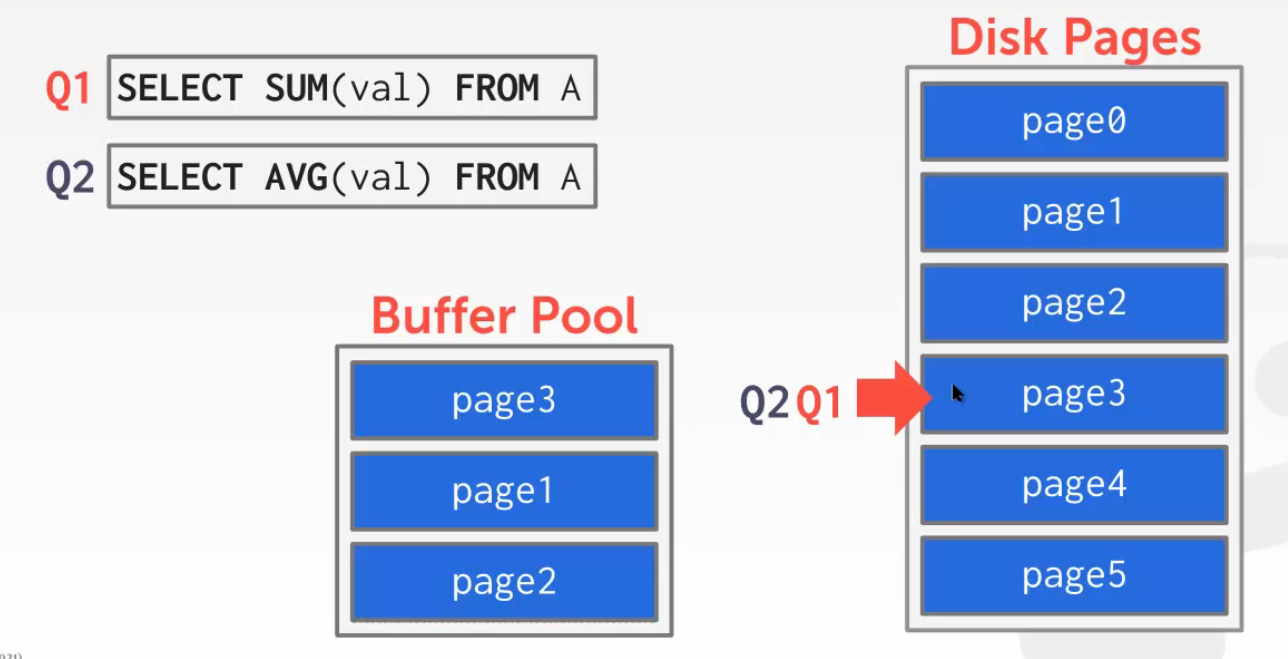 Disk Pages
Q1 SELECT SUM(val) FROM A
Q2 SELECT AVG(val) FROM A
page0
page1
page2
Buffer Pool
page3
page1
page2
Q2 Q1
page3
page4
page5